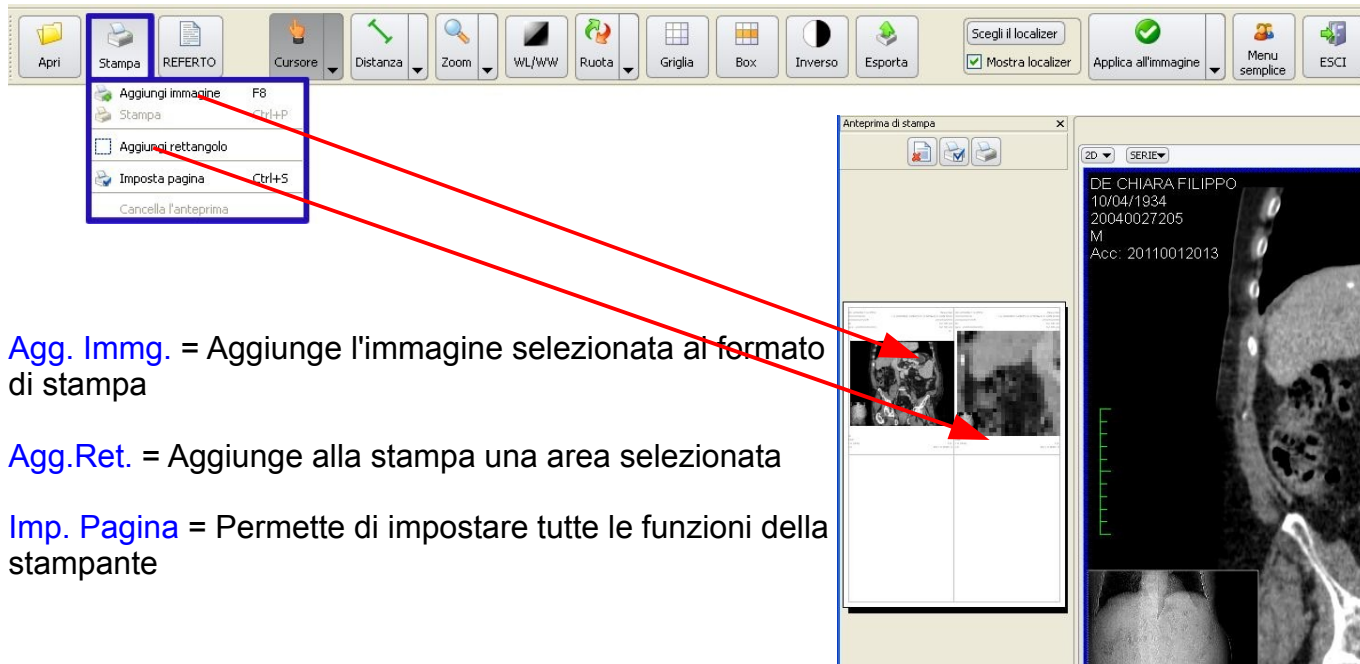 Apri
Stampa
REFERTO
Cursore
Distanza
Zoom
WL/WW
Ruota
Griglia
Box
Inverso
Esporta
Scegli il localizer
Mostra localizer
Applica all'immagine
Menu
semplice
ESCI
Aggiungi immagine F8
Stampa Ctrl+P
Aggiungi rettangolo
Imposta pagina Ctrl+S
Cancella l'anteprima
Anteprima di stampa x
2D SERIE
DE CHIARA FILIPPO
10/04/1934
20040027205
M
Acc: 20110012013
Agg. Immg. = Aggiunge l'immagine selezionata al formato
di stampa
Agg.Ret. = Aggiunge alla stampa una area selezionata
Imp. Pagina = Permette di impostare tutte le funzioni della
stampante